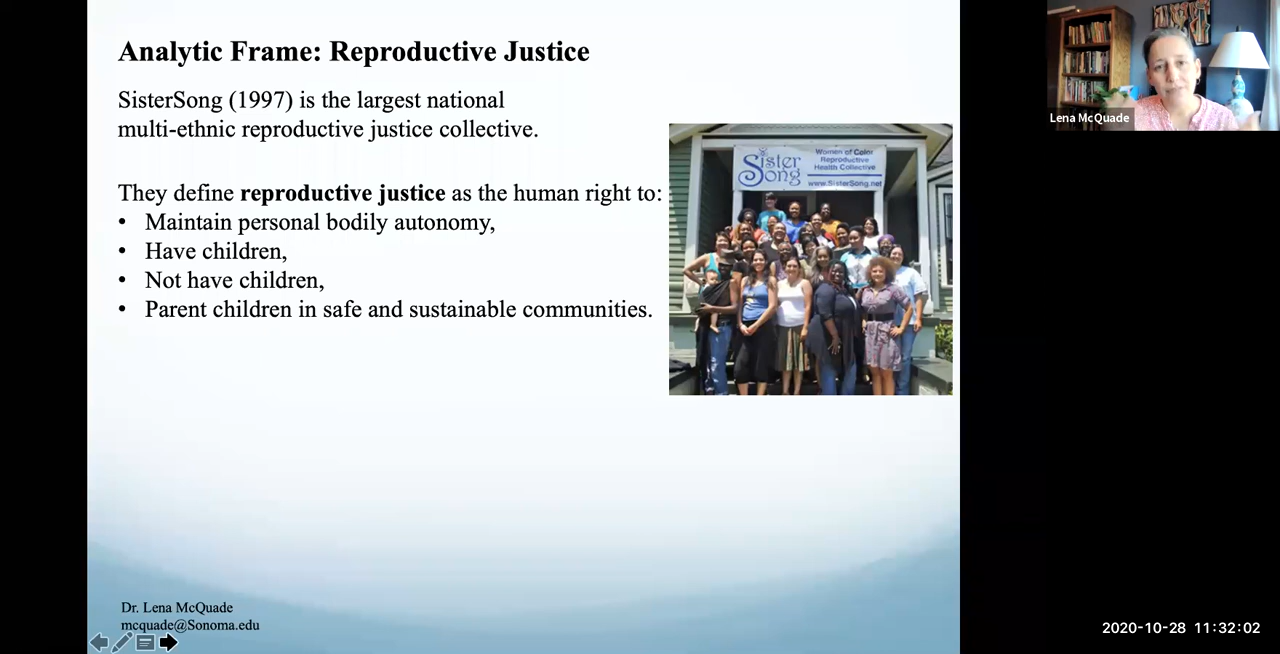 Analytic Frame: Reproductive Justice
SisterSong (1997) is the largest national
multi-ethnic reproductive justice collective.
They define reproductive justice as the human right to:
• Maintain personal bodily autonomy,
• Have children,
• Not have children,
• Parent children in safe and sustainable communities.
Sister
Song
Women of Color
Reproductive
Health Collective
www.SisterSong.net
Dr. Lena McQuade
mcquade@Sonoma.edu
Lena McQuade
2020-10-28 11:32:02